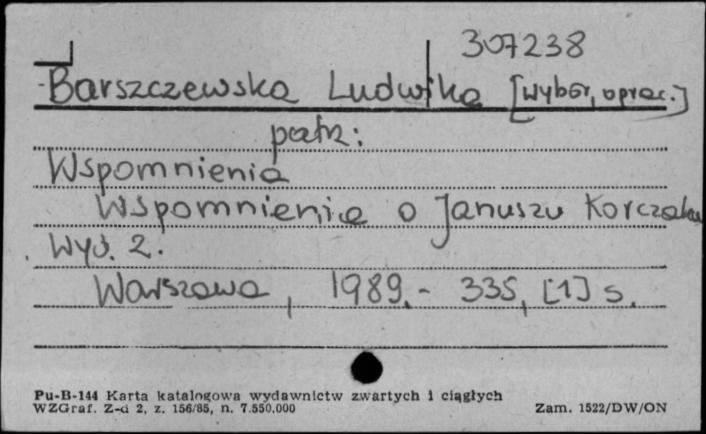 307238
Barszczewska Ludwika [wybór, oprac.]
patrz:
Wspomnienia
Wspomnienia o Januszu Korczaku
Wyd. 2.
Warszawa, 1989.- 335, [1] s.
Pu-B-144 Karta katalogowa wydawnictw zwartych i ciągłych
WZGraf. Z-d 2, z. 156/85, n. 7.550.000
Zam. 1522/DW/ON